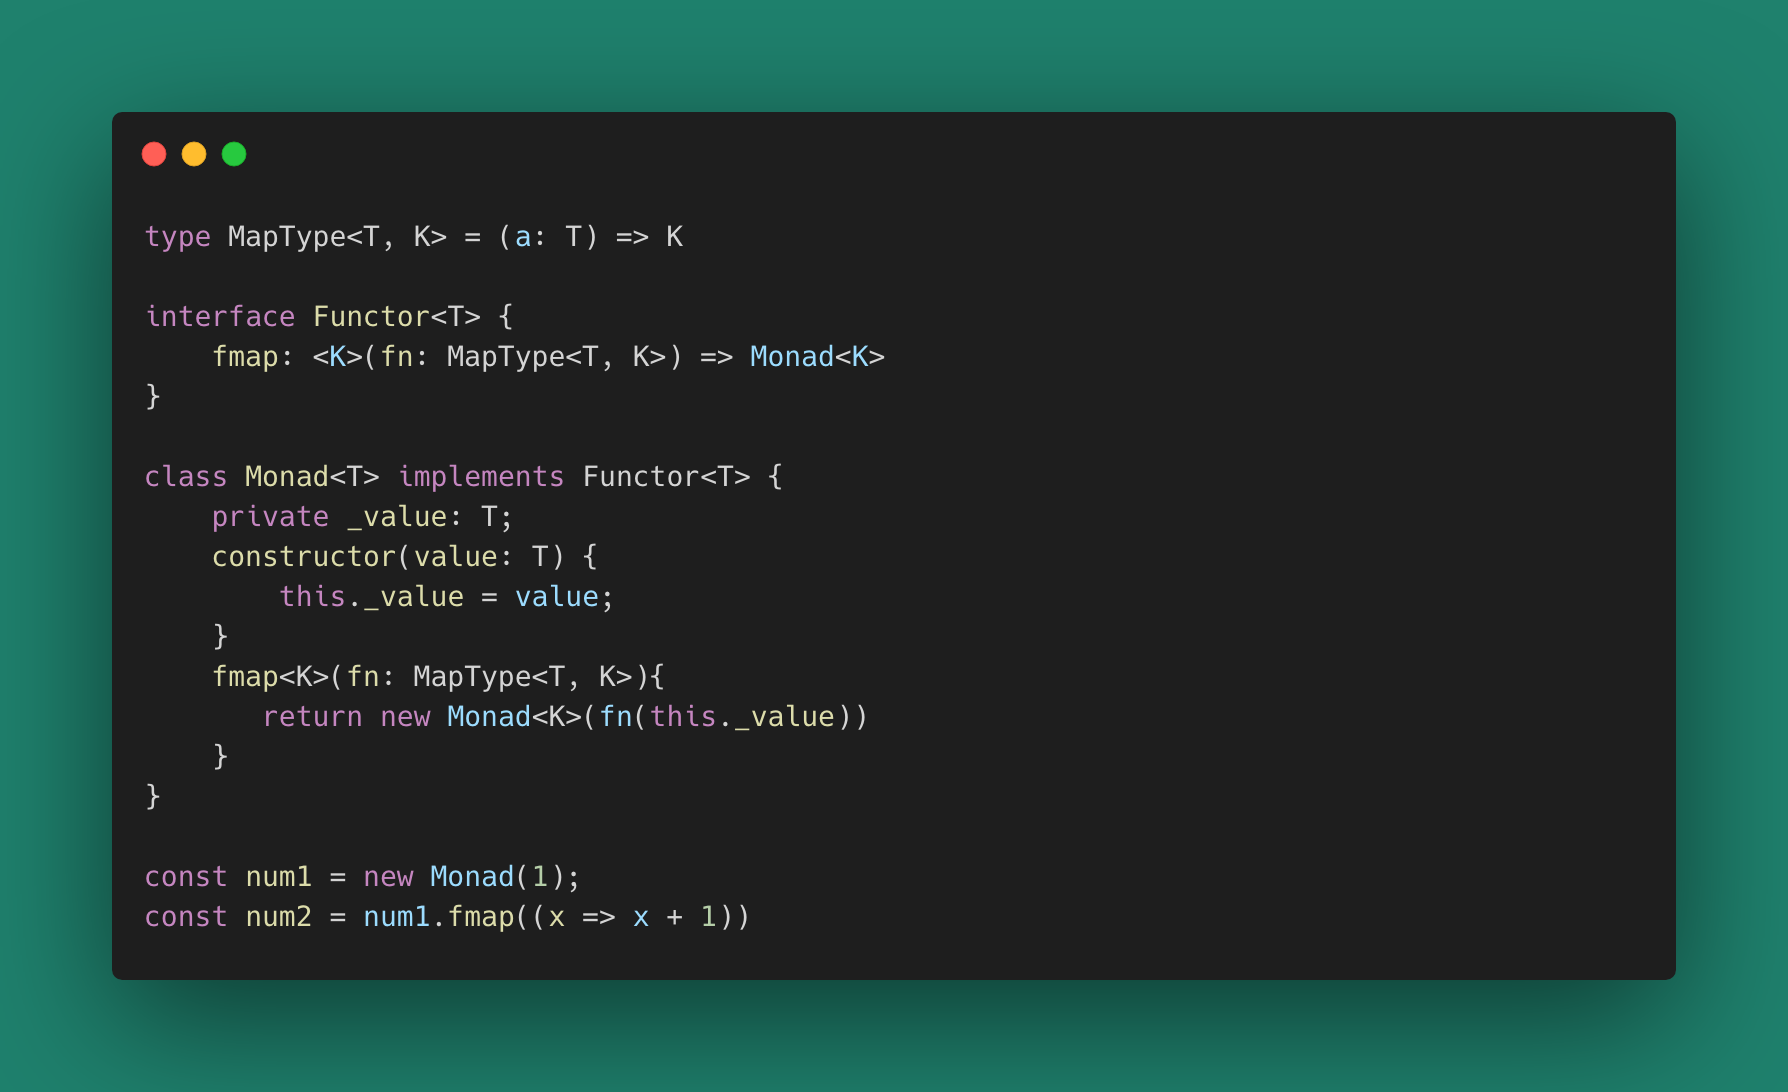 type MapType<T, K> = (a: T) => K
interface Functor<T> {
    fmap: <K>(fn: MapType<T, K>) => Monad<K>
}
class Monad<T> implements Functor<T> {
    private _value: T;
    constructor(value: T) {
        this._value = value;
    }
    fmap<K>(fn: MapType<T, K>){
       return new Monad<K>(fn(this._value))
    }
}
const num1 = new Monad(1);
const num2 = num1.fmap((x => x + 1))